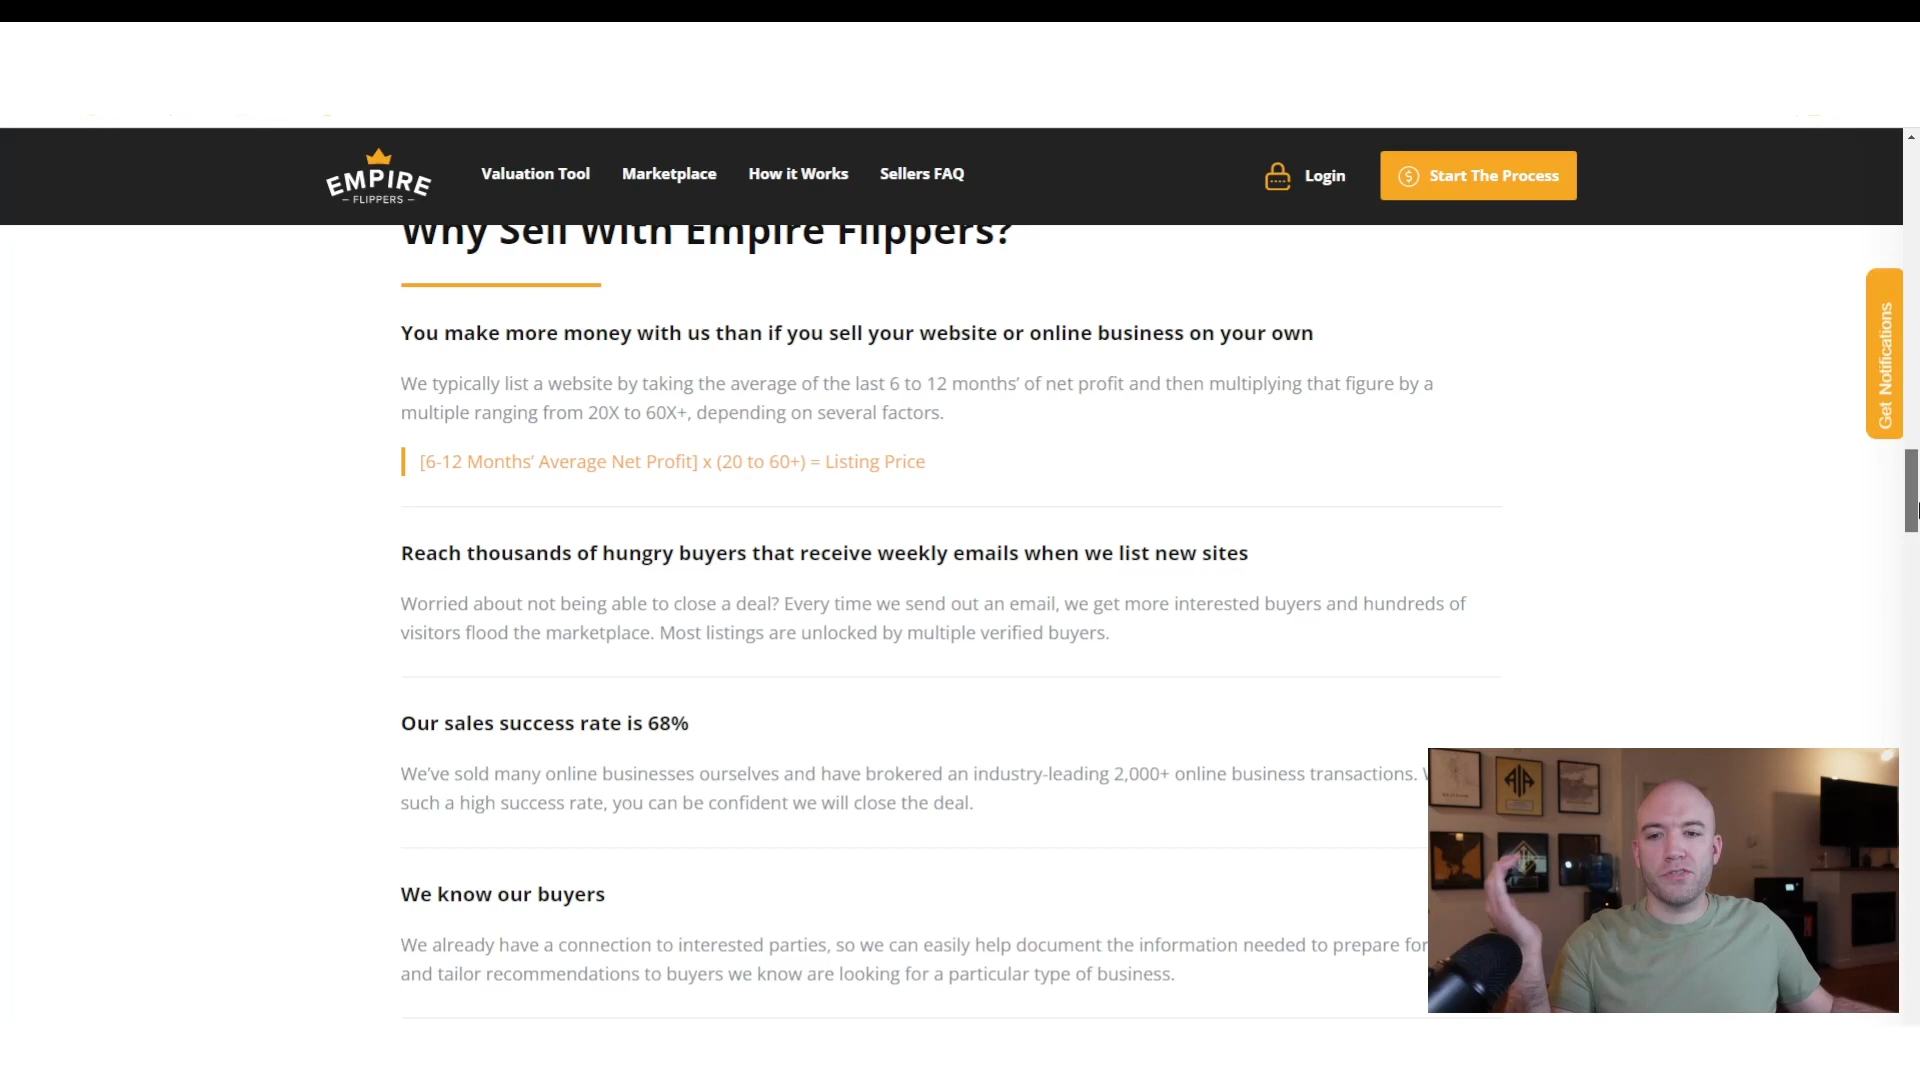 EMPIRE
FLIPPERS
Valuation Tool
Marketplace
How it Works
Sellers FAQ
Login
Start The Process
Why Sell With Empire Flippers?
Get Notifications
You make more money with us than if you sell your website or online business on your own
We typically list a website by taking the average of the last 6 to 12 months’ of net profit and then multiplying that figure by a
multiple ranging from 20X to 60X+, depending on several factors.
[6-12 Months’ Average Net Profit] x (20 to 60+) = Listing Price
Reach thousands of hungry buyers that receive weekly emails when we list new sites
Worried about not being able to close a deal? Every time we send out an email, we get more interested buyers and hundreds of
visitors flood the marketplace. Most listings are unlocked by multiple verified buyers.
Our sales success rate is 68%
We’ve sold many online businesses ourselves and have brokered an industry-leading 2,000+ online business transactions.
such a high success rate, you can be confident we will close the deal.
We know our buyers
We already have a connection to interested parties, so we can easily help document the information needed to prepare for
and tailor recommendations to buyers we know are looking for a particular type of business.